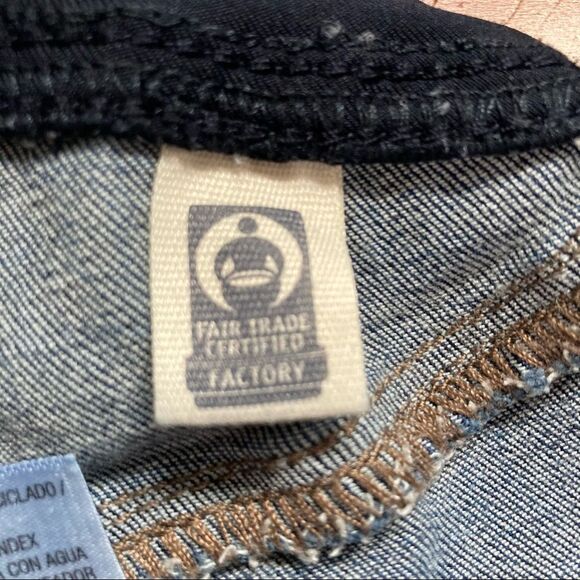 FAIR TRADE
CERTIFIED
FACTORY
CICLADO /
NDEX
CON AGUA
ADOR